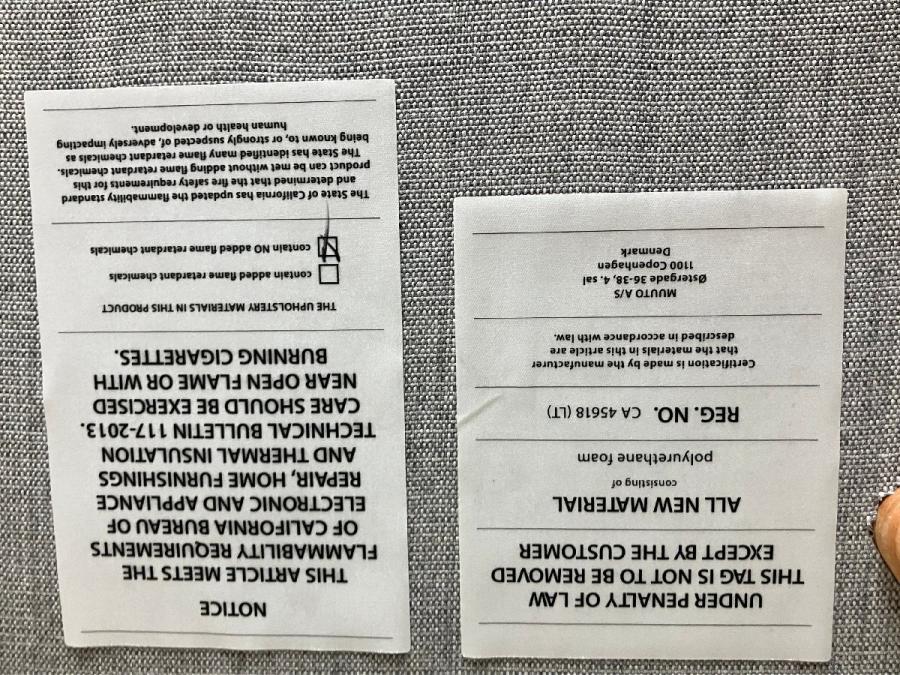 UNDER PENALTY OF LAW
THIS TAG IS NOT TO BE REMOVED
EXCEPT BY THE CUSTOMER
ALL NEW MATERIAL
consisting of
polyurethane foam
REG. NO. CA 45618 (LT)
Certification is made by the manufacturer
that the materials in this article are
described in accordance with law.
MUUTO A/S
Østergade 36-38, 4. sal
1100 Copenhagen
Denmark
NOTICE
THIS ARTICLE MEETS THE
FLAMMABILITY REQUIREMENTS
OF CALIFORNIA BUREAU OF
ELECTRONIC AND APPLIANCE
REPAIR, HOME FURNISHINGS
AND THERMAL INSULATION
TECHNICAL BULLETIN 117-2013.
CARE SHOULD BE EXERCISED
NEAR OPEN FLAME OR WITH
BURNING CIGARETTES.
THE UPHOLSTERY MATERIALS IN THIS PRODUCT
contain added flame retardant chemicals
contain NO added flame retardant chemicals
The State of California has updated the flammability standard
and determined that the fire safety requirements for this
product can be met without adding flame retardant chemicals.
The State has identified many flame retardant chemicals as
being known to, or strongly suspected of, adversely impacting
human health or development.